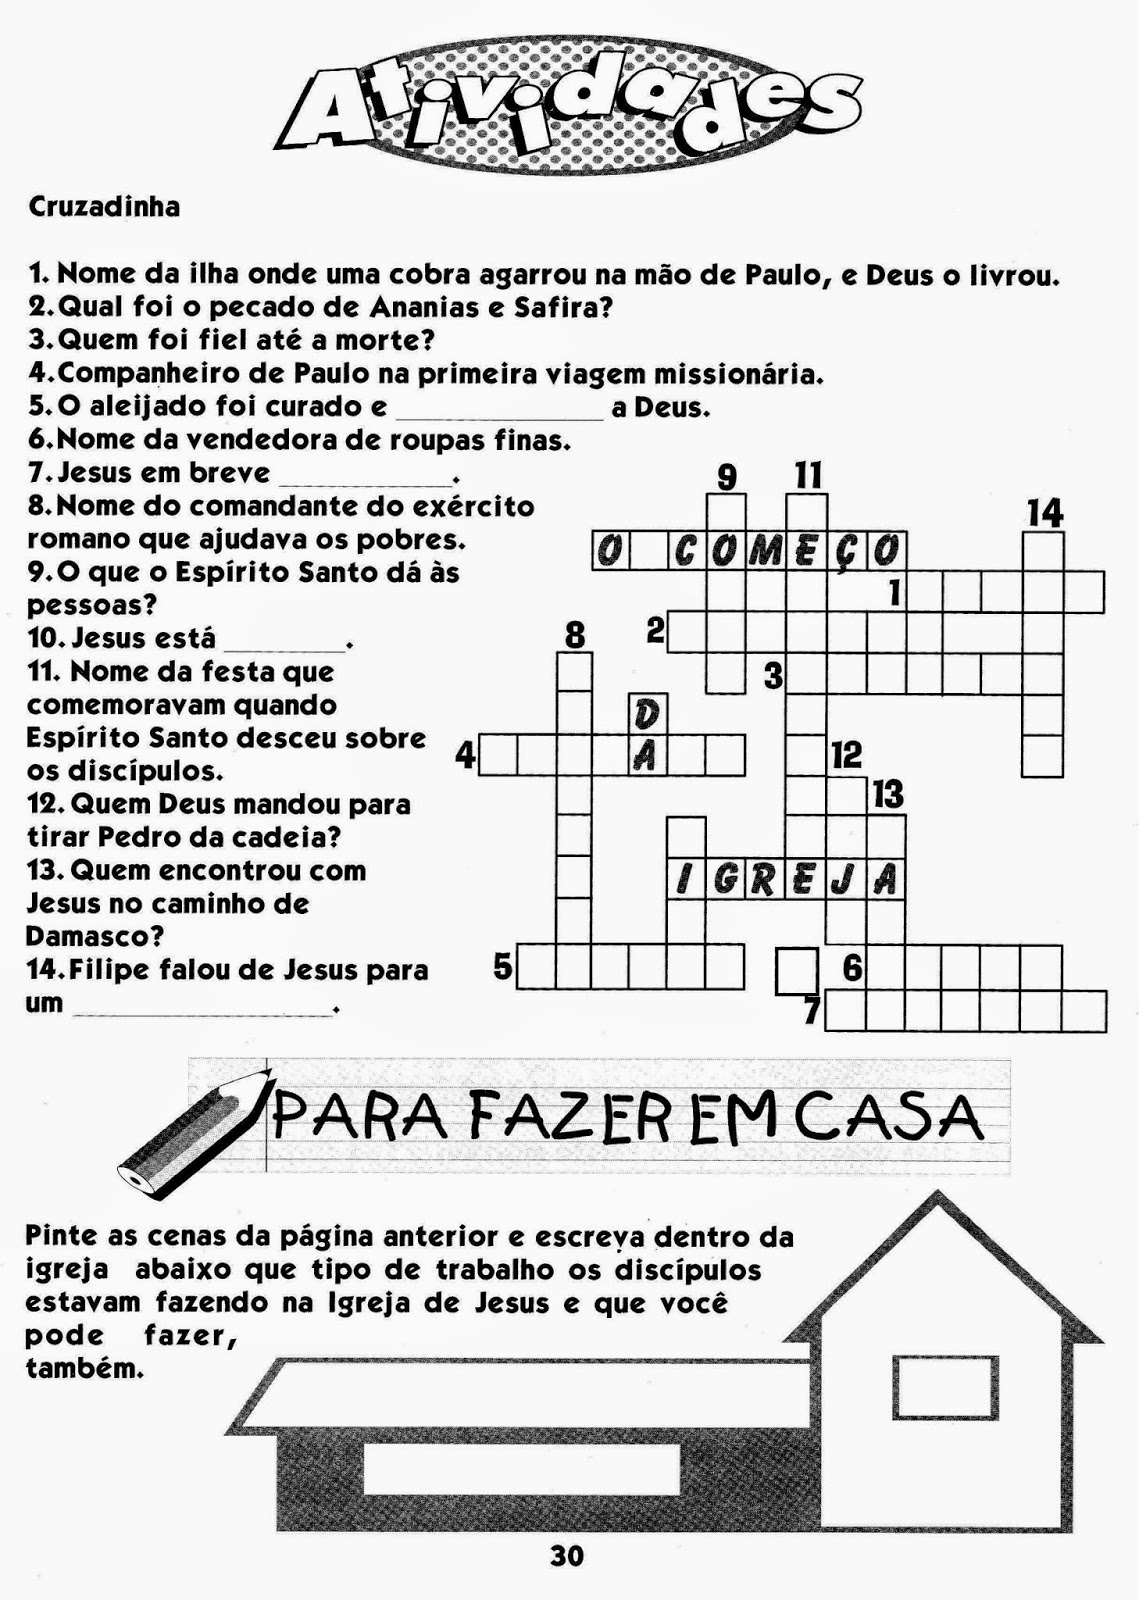 Atividades
Cruzadinha
1. Nome da ilha onde uma cobra agarrou na mão de Paulo, e Deus o livrou.
2.Qual foi o pecado de Ananias e Safira?
3.Quem foi fiel até a morte?
4.Companheiro de Paulo na primeira viagem missionária.
5.O aleijado foi curado e ______________ a Deus.
6.Nome da vendedora de roupas finas.
7.Jesus em breve ____________.
8.Nome do comandante do exército
romano que ajudava os pobres.
9.O que o Espírito Santo dá às
pessoas?
10.Jesus está ________.
11. Nome da festa que
comemoravam quando
Espírito Santo desceu sobre
os discípulos.
12.Quem Deus mandou para
tirar Pedro da cadeia?
13.Quem encontrou com
Jesus no caminho de
Damasco?
14.Filipe falou de Jesus para
um _________________.
9 11
14
O COMEÇO
1
8 2
3
D
4 A 12
13
IGREJA
5 6
7
PARA FAZER EM CASA
Pinte as cenas da página anterior e escreva dentro da
igreja abaixo que tipo de trabalho os discípulos
estavam fazendo na Igreja de Jesus e que você
pode fazer,
também.
30